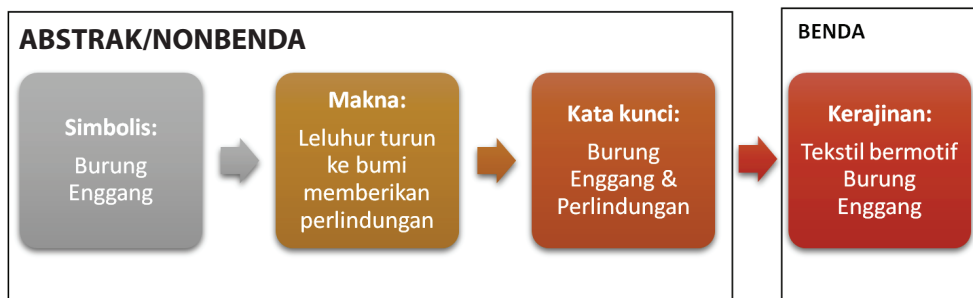 ABSTRAK/NONBENDA
Simbolis:
Burung
Enggang
Makna:
Leluhur turun
ke bumi
memberikan
perlindungan
Kata kunci:
Burung
Enggang &
Perlindungan
BENDA
Kerajinan:
Tekstil bermotif
Burung
Enggang